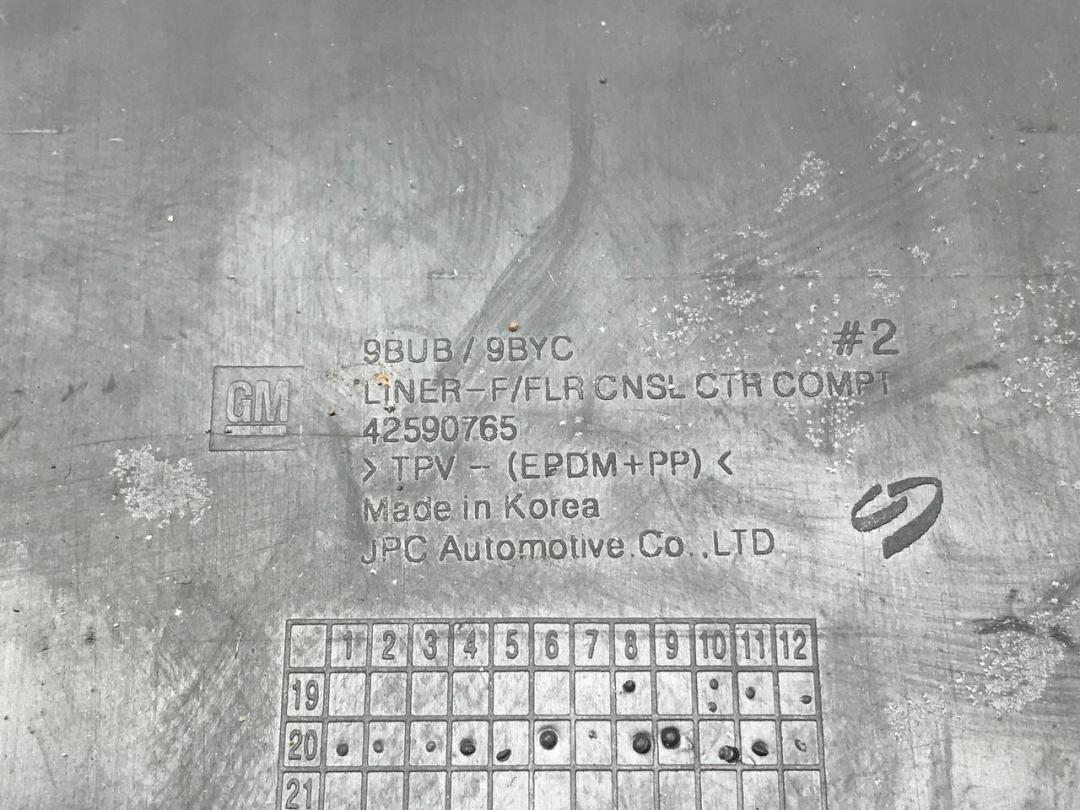 9BUB / 9BYC #2
GM
LINER-F/FLR CNSL CTR COMPT
42590765
> TPV - (EPDM+PP) <
Made in Korea
JPC Automotive Co.,LTD
1 2 3 4 5 6 7 8 9 10 11 12
19
20
21